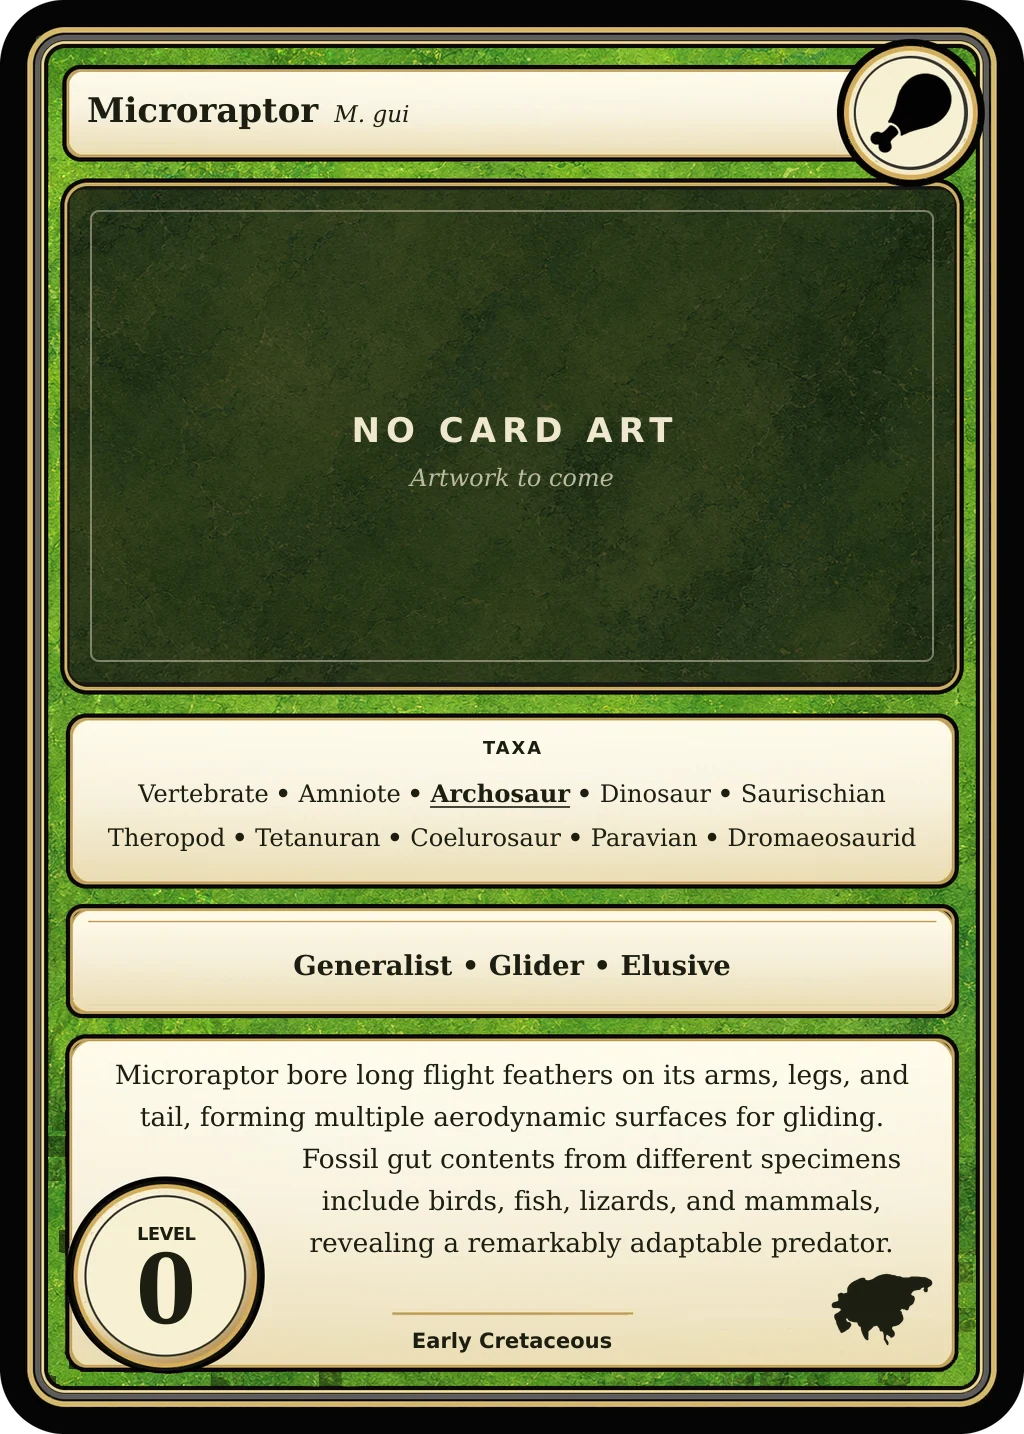 Microraptor M. gui
NO CARD ART
Artwork to come
TAXA
Vertebrate • Amniote • Archosaur • Dinosaur • Saurischian
Theropod • Tetanuran • Coelurosaur • Paravian • Dromaeosaurid
Generalist • Glider • Elusive
Microraptor bore long flight feathers on its arms, legs, and
tail, forming multiple aerodynamic surfaces for gliding.
Fossil gut contents from different specimens
include birds, fish, lizards, and mammals,
revealing a remarkably adaptable predator.
LEVEL
0
Early Cretaceous